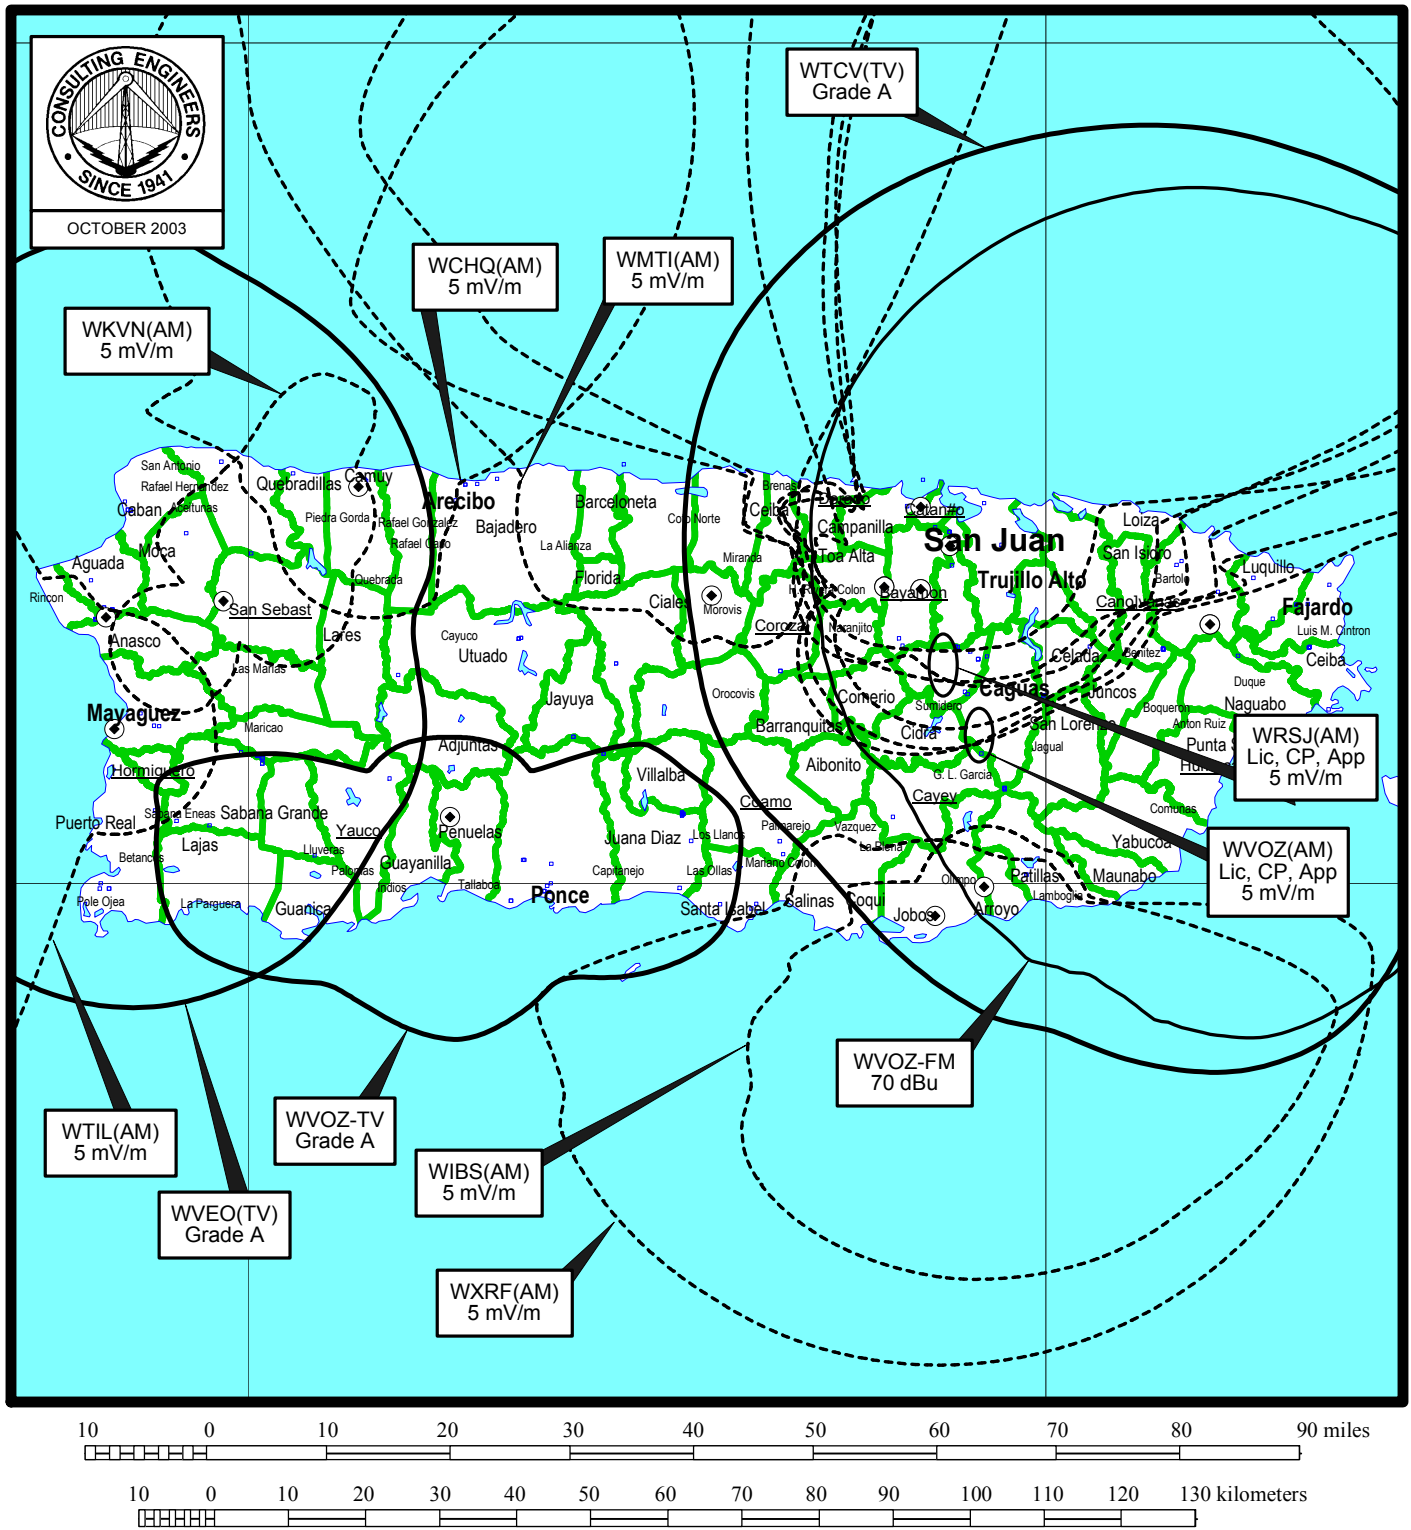 CONSULTING ENGINEERS
SINCE 1941
OCTOBER 2003
WTCV(TV)
Grade A
WCHQ(AM)
5 mV/m
WMTI(AM)
5 mV/m
WKVN(AM)
5 mV/m
San Antonio
Rafael Hernandez
Aceitunas
Caban
Quebradillas
Camuy
Piedra Gorda
Arecibo
Rafael Gonzalez
Rafael Capo
Bajadero
Barceloneta
La Alianza
Florida
Coto Norte
Brenas
Ceiba
Dorado
Campanilla
Toa Alta
Catan#o
San Juan
Trujillo Alto
Loiza
San Isidro
Bartolo
Luquillo
Fajardo
Luis M. Cintron
Ceiba
Moca
Aguada
Rincon
Anasco
San Sebast
Quebrada
Lares
Las Marias
Cayuco
Utuado
Ciales
Morovis
Miranda
H. Rivera Colon
Bayamon
Corozal
Naranjito
Canoivanas
Celada
Benitez
Juncos
Duque
Naguabo
Boqueron
Anton Ruiz
Punta S
Hum
Mayaguez
Maricao
Jayuya
Orocovis
Barranquitas
Comerio
Sumidero
Caguas
San Lorenzo
Jagual
Cidra
Adjuntas
Villalba
Aibonito
G. L. Garcia
Cayey
Comunas
Yabucoa
Hormiguero
Puerto Real
Sabana Eneas
Sabana Grande
Lajas
Betances
Yauco
Lluveras
Palomas
Indios
Penuelas
Guayanilla
Tallaboa
Juana Diaz
Capitanejo
Los Llanos
Las Ollas
Coamo
Palmarejo
Mariano Colon
Vazquez
La Plena
Olimpo
Patillas
Lamboglia
Maunabo
Pole Ojea
La Parguera
Guanica
Ponce
Santa Isabel
Salinas
Coqui
Jobos
Arroyo
WRSJ(AM)
Lic, CP, App
5 mV/m
WVOZ(AM)
Lic, CP, App
5 mV/m
WVOZ-FM
70 dBu
WTIL(AM)
5 mV/m
WVOZ-TV
Grade A
WIBS(AM)
5 mV/m
WVEO(TV)
Grade A
WXRF(AM)
5 mV/m
10 0 10 20 30 40 50 60 70 80 90 miles
10 0 10 20 30 40 50 60 70 80 90 100 110 120 130 kilometers